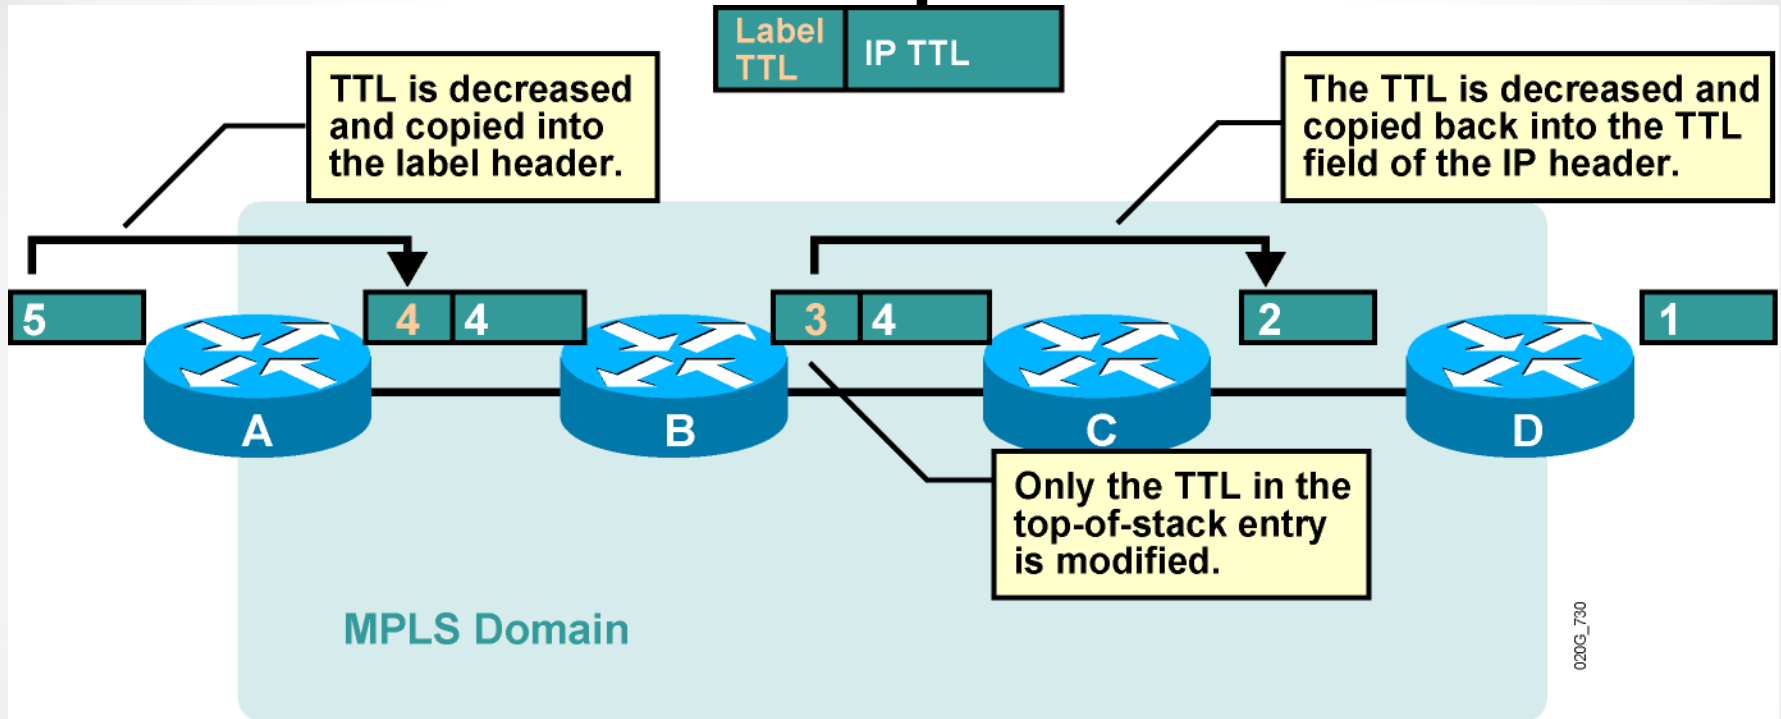 Label
TTL
IP TTL
TTL is decreased
and copied into
the label header.
The TTL is decreased and
copied back into the TTL
field of the IP header.
5
4
4
3
4
2
1
A
B
C
D
Only the TTL in the
top-of-stack entry
is modified.
MPLS Domain
020G_730